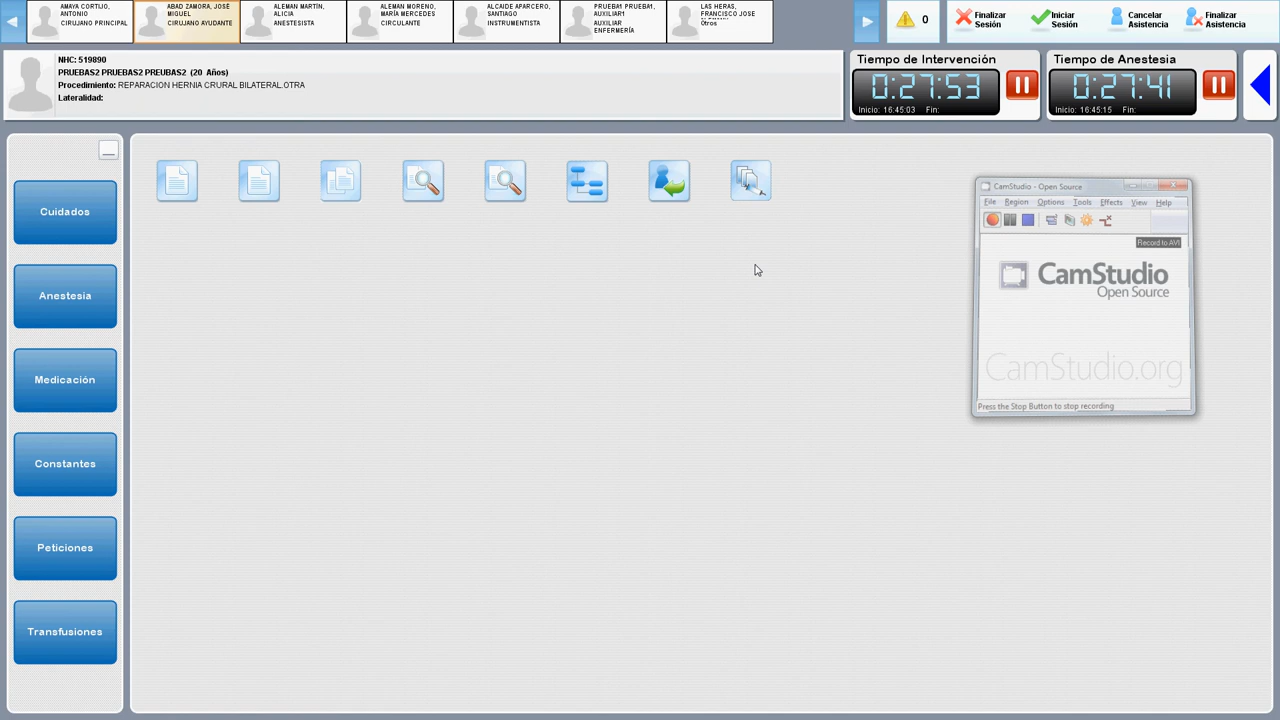 AMAYA CORTIJO,
ANTONIO
CIRUJANO PRINCIPAL
ABAD ZAMORA, JOSÉ
MIGUEL
CIRUJANO AYUDANTE
ALEMAN MARTÍN,
ALICIA
ANESTESISTA
ALEMAN MORENO,
MARÍA MERCEDES
CIRCULANTE
ALCAIDE APARCERO,
SANTIAGO
INSTRUMENTISTA
PRUEBA5 PRUEBA1,
AUXILIAR1
AUXILIAR
ENFERMERÍA
LAS HERAS,
FRANCISCO JOSE
Otros
0
Finalizar
Sesión
Iniciar
Sesión
Cancelar
Asistencia
Finalizar
Asistencia
NHC: 519890
PRUEBAS2 PRUEBAS2 PREUBAS2 (20 Años)
Procedimiento: REPARACION HERNIA CRURAL BILATERAL.OTRA
Lateralidad:
Tiempo de Intervención
0:27:53
Inicio: 16:45:03 Fin:
Tiempo de Anestesia
0:27:41
Inicio: 16:45:15 Fin:
Cuidados
Anestesia
Medicación
Constantes
Peticiones
Transfusiones
CamStudio - Open Source
File Region Options Tools Effects View Help
Record to AVI
CamStudio
Open Source
CamStudio.org
Press the Stop Button to stop recording